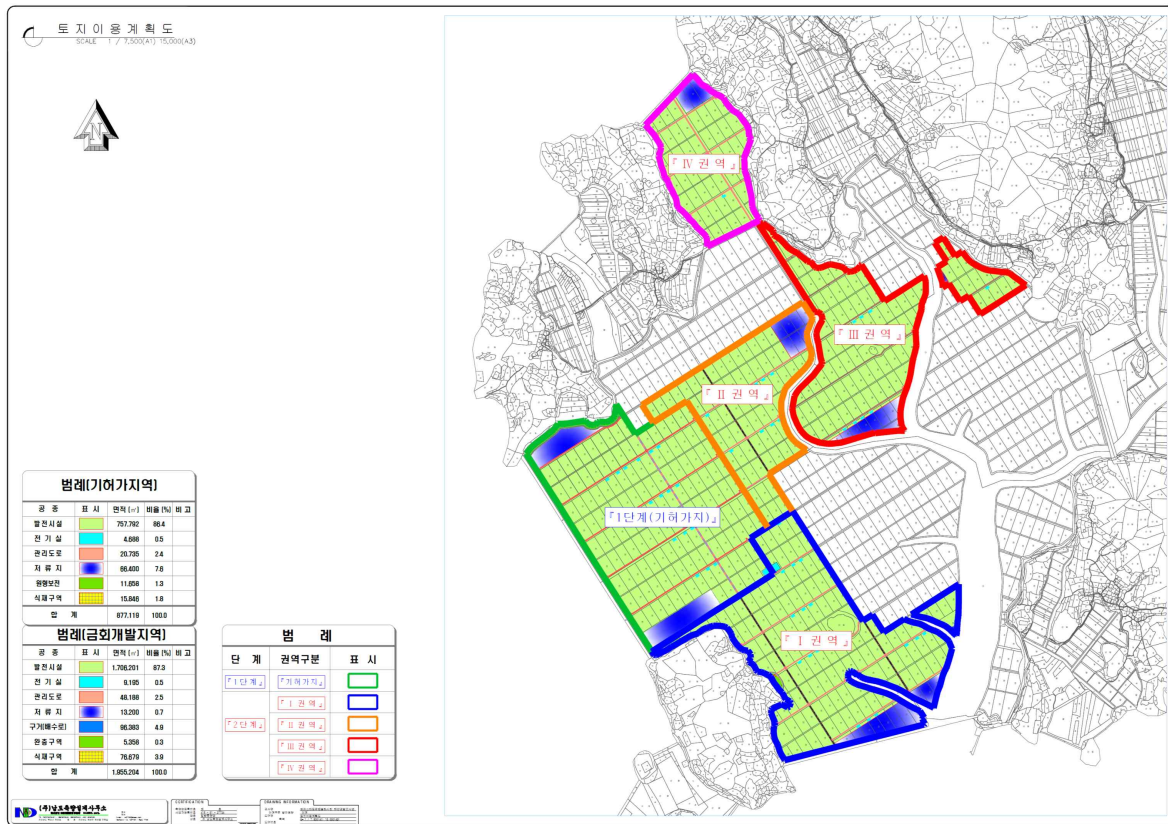 토지이용계획도
SCALE 1 / 7,500(A1) 15,000(A3)
N
『IV 권역』
『III 권역』
『II 권역』
『1단계(기허가지)』
『I 권역』
범례(기허가지역)
공 종 표 시 면적 (㎡) 비율 (%) 비 고
발전시설 757.792 86.4
전 기 실 4,688 0.5
관리도로 20,735 2.4
저 류 지 66,400 7.6
원형보전 11,658 1.3
식재구역 15,846 1.8
합 계 877,119 100.0
범례(금회개발지역)
공 종 표 시 면적 (㎡) 비율 (%) 비 고
발전시설 1,706,201 87.3
전 기 실 9,195 0.5
관리도로 48,188 2.5
저 류 지 13,200 0.7
구거(배수로) 96,383 4.9
완충구역 5,358 0.3
식재구역 76,679 3.9
합 계 1,955,204 100.0
범 례
단 계 권역구분 표 시
『1단계』 『기허가지』
『I 권역』
『2단계』 『II 권역』
『III 권역』
『IV 권역』
CERTIFICATION
DRAWING INFORMATION